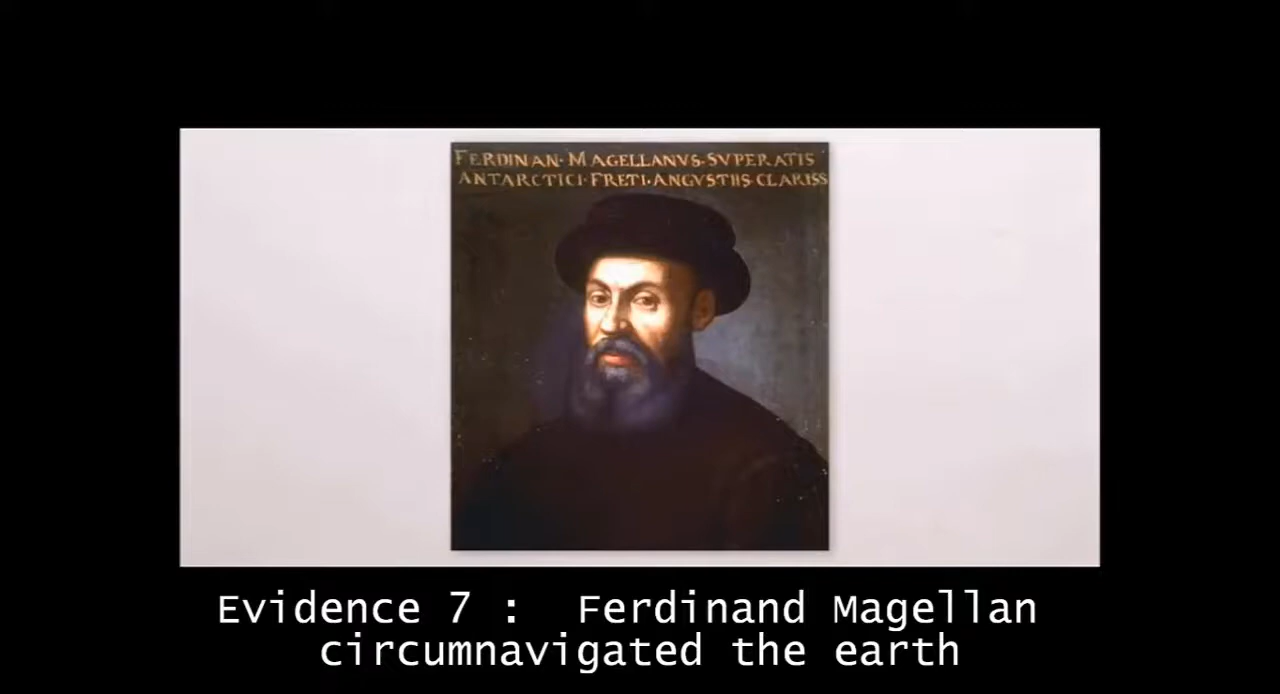 FERDINAN· MAGELLANVS·SVPERATIS
ANTARCTICI·FRETI·ANGVSTIIS·CLARISS
Evidence 7 :  Ferdinand Magellan
circumnavigated the earth